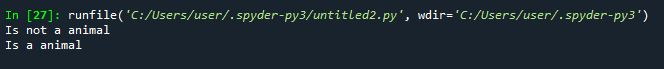 In [27]: runfile('C:/Users/user/.spyder-py3/untitled2.py', wdir='C:/Users/user/.spyder-py3')
Is not a animal
Is a animal